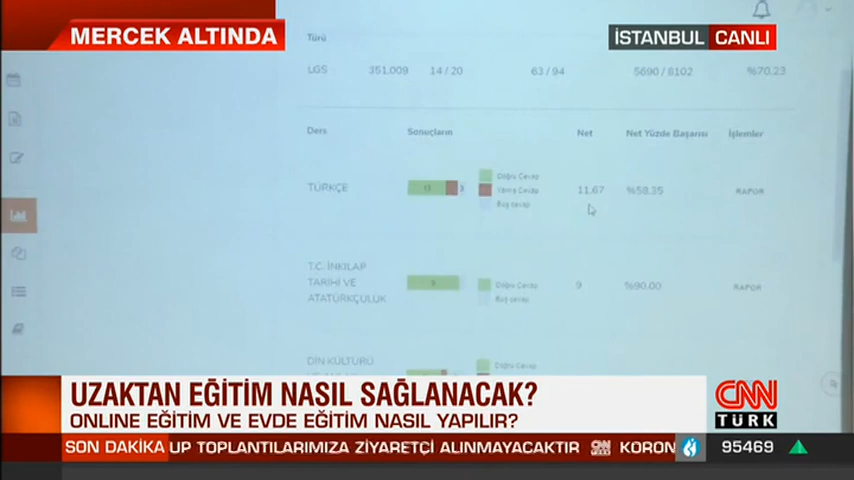 MERCEK ALTINDA
İSTANBUL CANLI
Türü
LGS 351.009 14 / 20 63 / 94 5690 / 8102 %70.23
Ders Sonuçların Net Net Yüzde Başarısı İşlemler
Doğru Cevap
TÜRKÇE Yanlış Cevap 11.67 %58.35 RAPOR
Boş cevap
T.C. İNKILAP
TARİHİ VE 9 Doğru Cevap 9 %90.00 RAPOR
ATATÜRKÇÜLÜK Boş cevap
DİN KÜLTÜRÜ
Doğru Cevap
UZAKTAN EĞİTİM NASIL SAĞLANACAK?
ONLINE EĞİTİM VE EVDE EĞİTİM NASIL YAPILIR?
CNN
TÜRK
SON DAKİKA UP TOPLANTILARIMIZA ZİYARETÇİ ALINMAYACAKTIR CNN KORON 95469